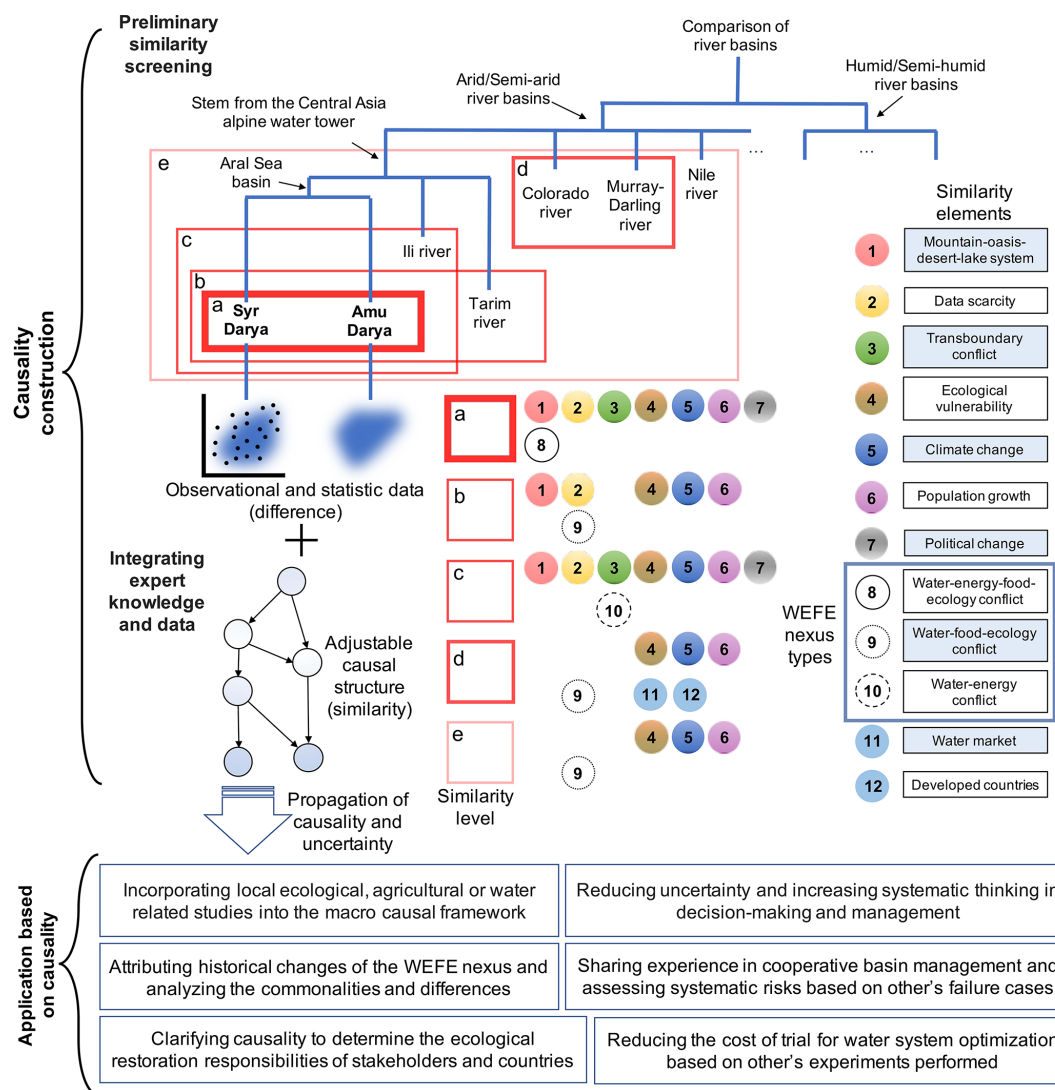 Preliminary
similarity
screening
Comparison of
river basins
Arid/Semi-arid
river basins
Humid/Semi-humid
river basins
Stem from the Central Asia
alpine water tower
...
...
e
Aral Sea
basin
d
Colorado
river
Murray-
Darling
river
Nile
river
c
Ili river
b
a
Syr
Darya
Amu
Darya
Tarim
river
Causality
construction
Similarity
elements
1
Mountain-oasis-
desert-lake system
2
Data scarcity
3
Transboundary
conflict
4
Ecological
vulnerability
5
Climate change
6
Population growth
7
Political change
WEFE
nexus
types
8
Water-energy-food-
ecology conflict
9
Water-food-ecology
conflict
10
Water-energy
conflict
11
Water market
12
Developed countries
a
1 2 3 4 5 6 7
8
b
1 2 4 5 6
9
c
1 2 3 4 5 6 7
10
d
4 5 6
9 11 12
e
4 5 6
9
Similarity
level
Observational and statistic data
(difference)
Integrating
expert
knowledge
and data
Adjustable
causal
structure
(similarity)
Propagation of
causality and
uncertainty
Application based
on causality
Incorporating local ecological, agricultural or water
related studies into the macro causal framework
Reducing uncertainty and increasing systematic thinking in
decision-making and management
Attributing historical changes of the WEFE nexus and
analyzing the commonalities and differences
Sharing experience in cooperative basin management and
assessing systematic risks based on other's failure cases
Clarifying causality to determine the ecological
restoration responsibilities of stakeholders and countries
Reducing the cost of trial for water system optimization
based on other's experiments performed